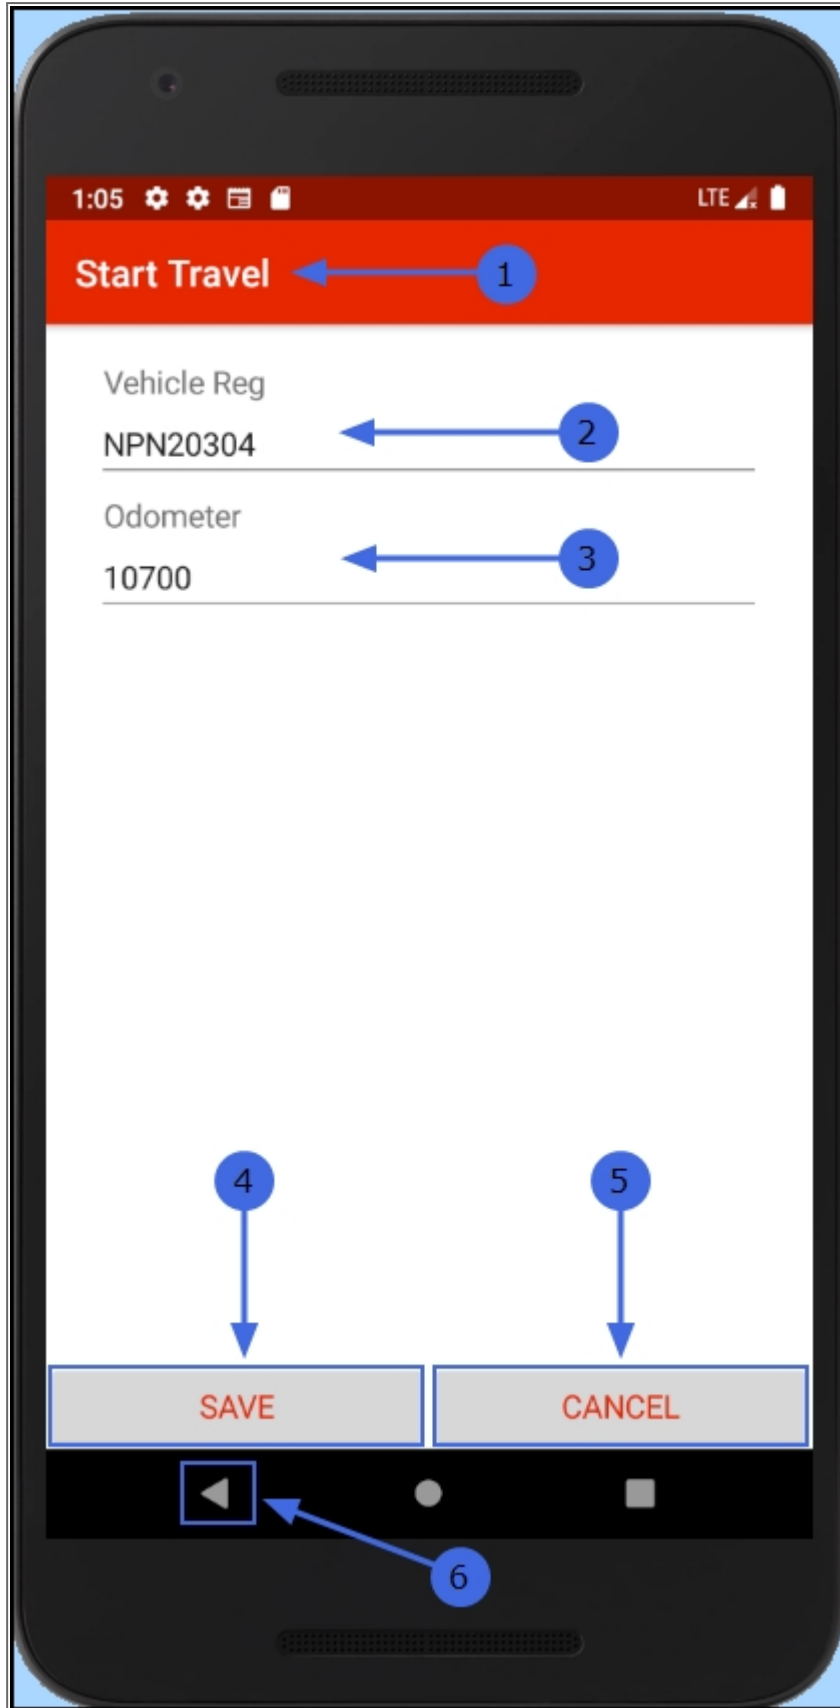 1:05 LTE
Start Travel 1
Vehicle Reg
NPN20304 2
Odometer
10700 3
4 5
SAVE CANCEL
6